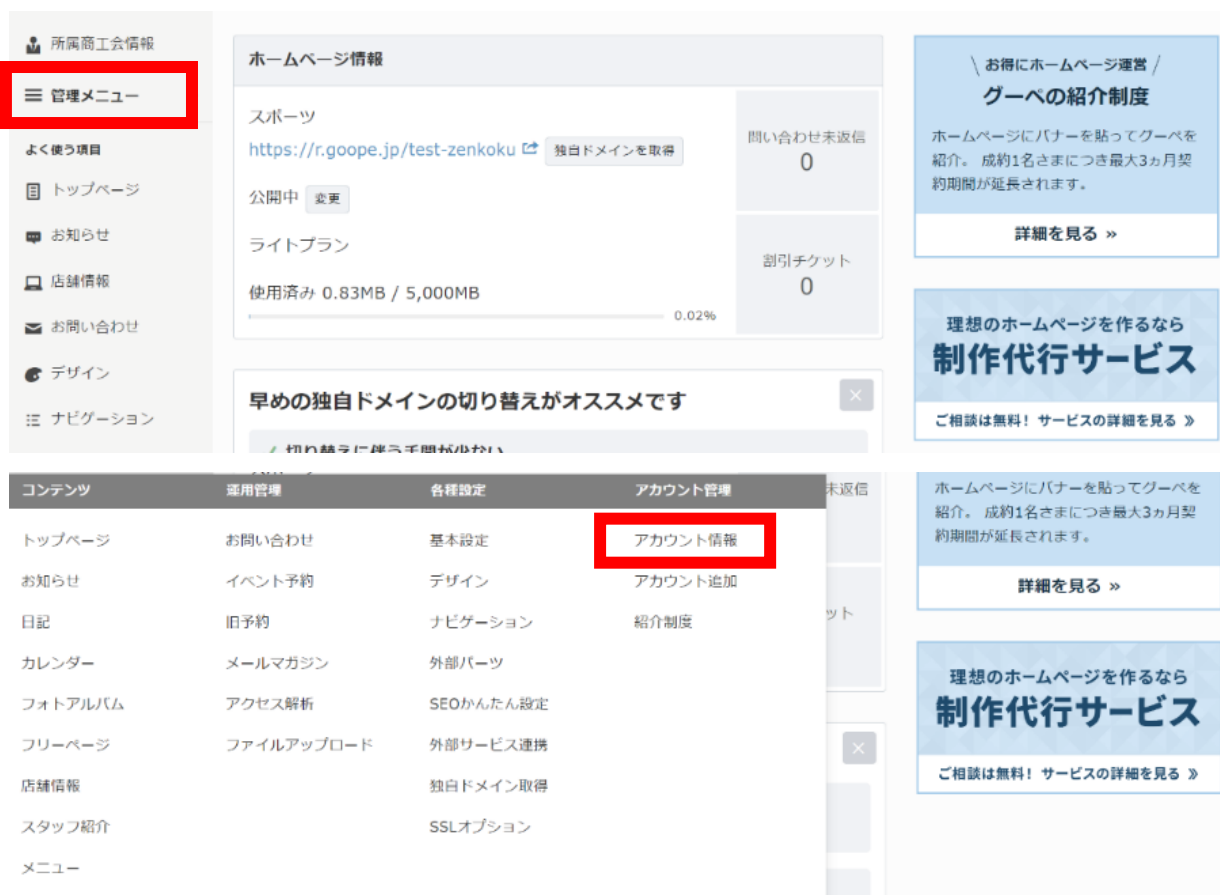 所属商工会情報
管理メニュー
よく使う項目
トップページ
お知らせ
店舗情報
お問い合わせ
デザイン
ナビゲーション
ホームページ情報
スポーツ
https://r.goope.jp/test-zenkoku 独自ドメインを取得
公開中 変更
ライトプラン
使用済み 0.83MB / 5,000MB
0.02%
問い合わせ未返信
0
割引チケット
0
早めの独自ドメインの切り替えがオススメです
切り替えに伴う手間が少ない
お得にホームページ運営
グーペの紹介制度
ホームページにバナーを貼ってグーペを
紹介。 成約1名さまにつき最大3ヵ月契
約期間が延長されます。
詳細を見る »
理想のホームページを作るなら
制作代行サービス
ご相談は無料! サービスの詳細を見る 》
コンテンツ
トップページ
お知らせ
日記
カレンダー
フォトアルバム
フリーページ
店舗情報
スタッフ紹介
メニュー
運用管理
お問い合わせ
イベント予約
旧予約
メールマガジン
アクセス解析
ファイルアップロード
各種設定
基本設定
デザイン
ナビゲーション
外部パーツ
SEOかんたん設定
外部サービス連携
独自ドメイン取得
SSLオプション
アカウント管理
アカウント情報
アカウント追加
紹介制度
未返信
ット
ホームページにバナーを貼ってグーペを
紹介。 成約1名さまにつき最大3ヵ月契
約期間が延長されます。
詳細を見る »
理想のホームページを作るなら
制作代行サービス
ご相談は無料! サービスの詳細を見る 》